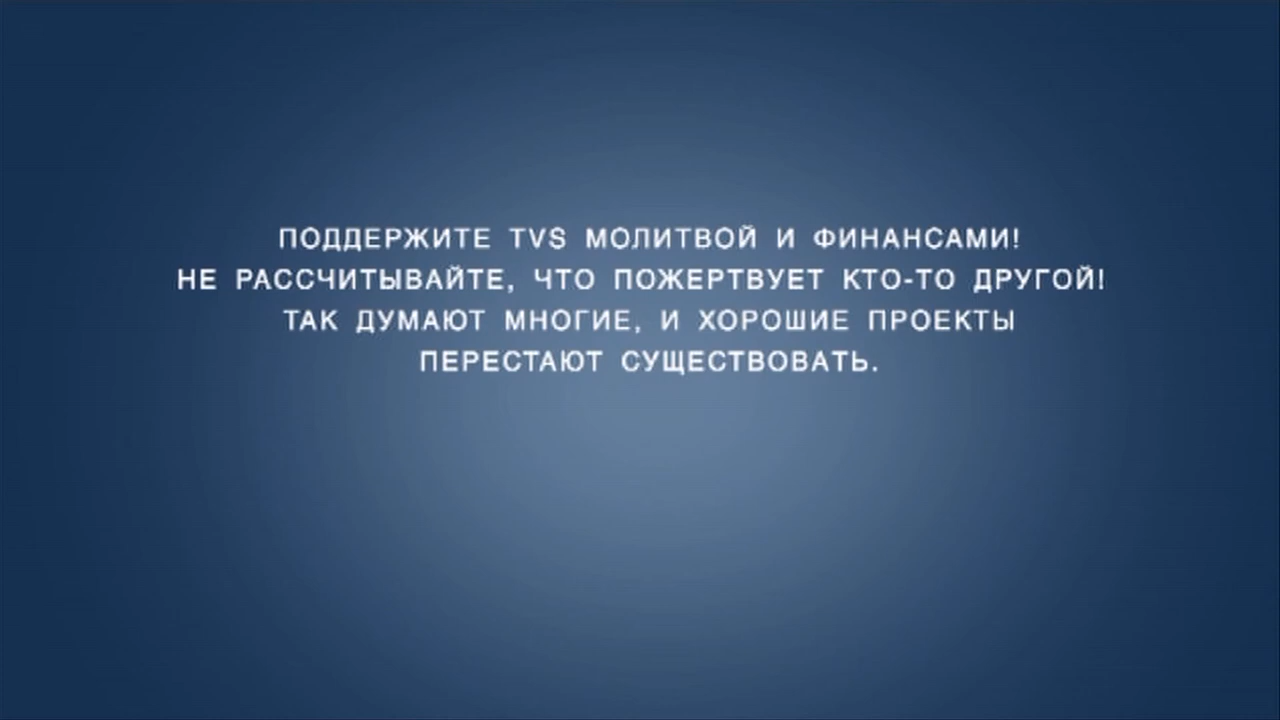 ПОДДЕРЖИТЕ TVS МОЛИТВОЙ И ФИНАНСАМИ!
НЕ РАССЧИТЫВАЙТЕ, ЧТО ПОЖЕРТВУЕТ КТО-ТО ДРУГОЙ!
ТАК ДУМАЮТ МНОГИЕ, И ХОРОШИЕ ПРОЕКТЫ
ПЕРЕСТАЮТ СУЩЕСТВОВАТЬ.